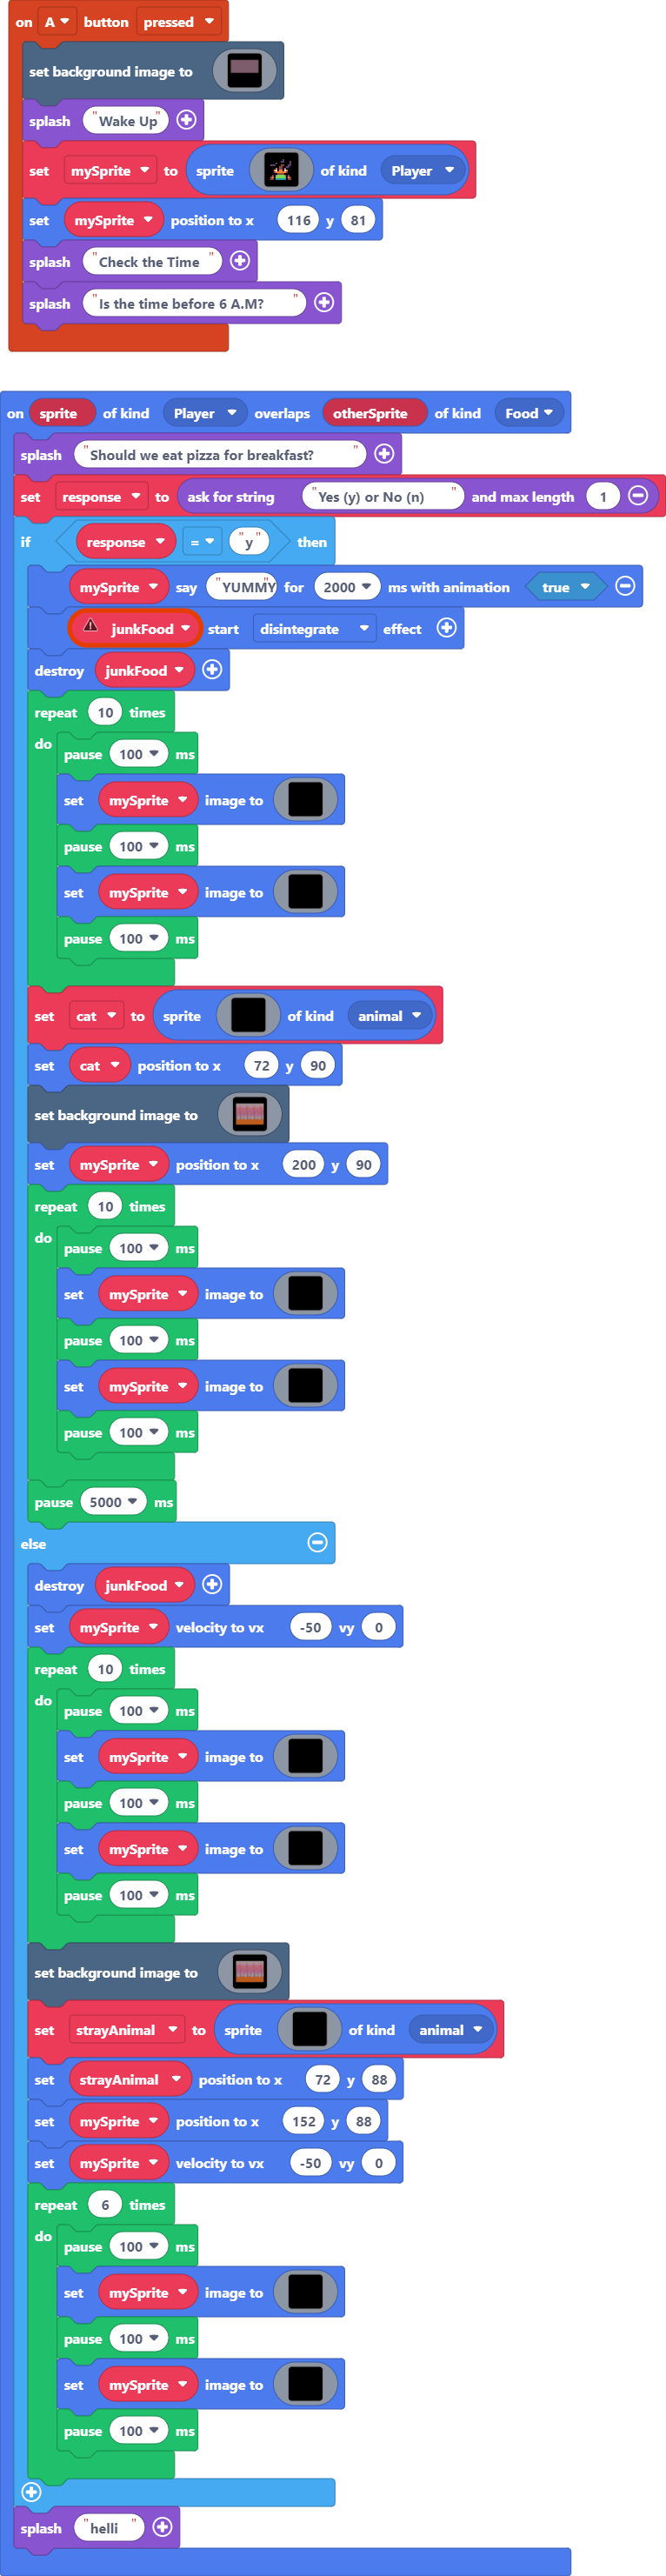 on A button pressed
set background image to
splash "Wake Up"
set mySprite to sprite of kind Player
set mySprite position to x 116 y 81
splash "Check the Time "
splash "Is the time before 6 A.M? "
on sprite of kind Player overlaps otherSprite of kind Food
splash "Should we eat pizza for breakfast? "
set response to ask for string "Yes (y) or No (n) " and max length 1
if response = "y" then
mySprite say "YUMMY" for 2000 ms with animation true
junkFood start disintegrate effect
destroy junkFood
repeat 10 times
do pause 100 ms
set mySprite image to
pause 100 ms
set mySprite image to
pause 100 ms
set cat to sprite of kind animal
set cat position to x 72 y 90
set background image to
set mySprite position to x 200 y 90
repeat 10 times
do pause 100 ms
set mySprite image to
pause 100 ms
set mySprite image to
pause 100 ms
pause 5000 ms
else
destroy junkFood
set mySprite velocity to vx -50 vy 0
repeat 10 times
do pause 100 ms
set mySprite image to
pause 100 ms
set mySprite image to
pause 100 ms
set background image to
set strayAnimal to sprite of kind animal
set strayAnimal position to x 72 y 88
set mySprite position to x 152 y 88
set mySprite velocity to vx -50 vy 0
repeat 6 times
do pause 100 ms
set mySprite image to
pause 100 ms
set mySprite image to
pause 100 ms
splash "helli "